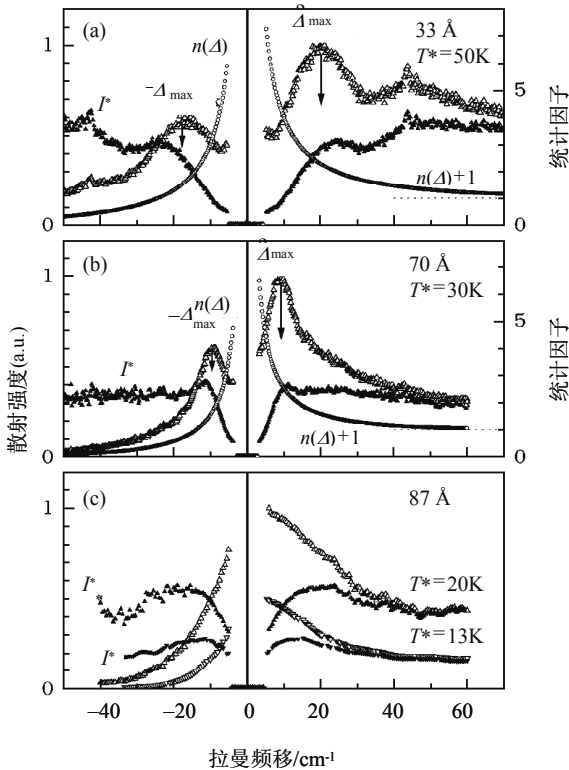 (a)
n(Δ)
Δmax
33 Å
T*=50K
I*
−Δmax
n(Δ)+1
1
0.5
0
5
0
统计因子
(b)
n(Δ)
Δmax
70 Å
T*=30K
−Δmax
I*
n(Δ)+1
1
0
5
0
统计因子
散射强度(a.u.)
(c)
87 Å
I*
T*=20K
I*
T*=13K
1
0
−40 −20 0 20 40 60
拉曼频移/cm-1